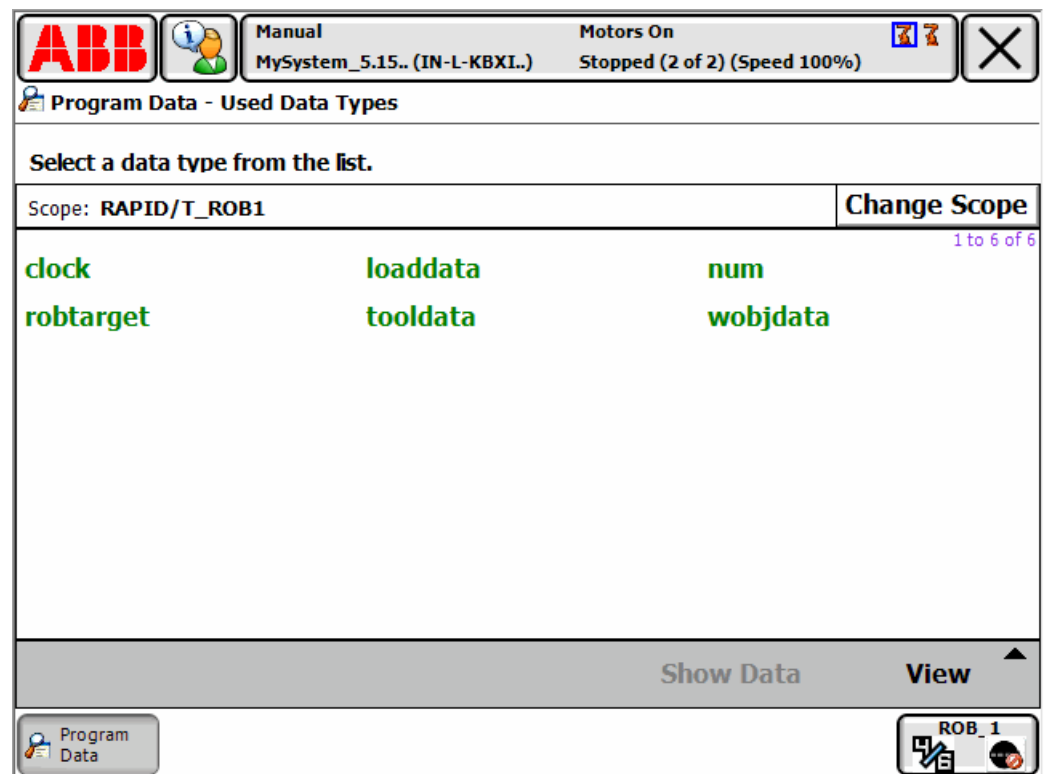 ABB
Manual Motors On
MySystem_5.15.. (IN-L-KBXI..) Stopped (2 of 2) (Speed 100%)
Program Data - Used Data Types
Select a data type from the list.
Scope: RAPID/T_ROB1 Change Scope
1 to 6 of 6
clock loaddata num
robtarget tooldata wobjdata
Show Data View
Program
Data
ROB_1